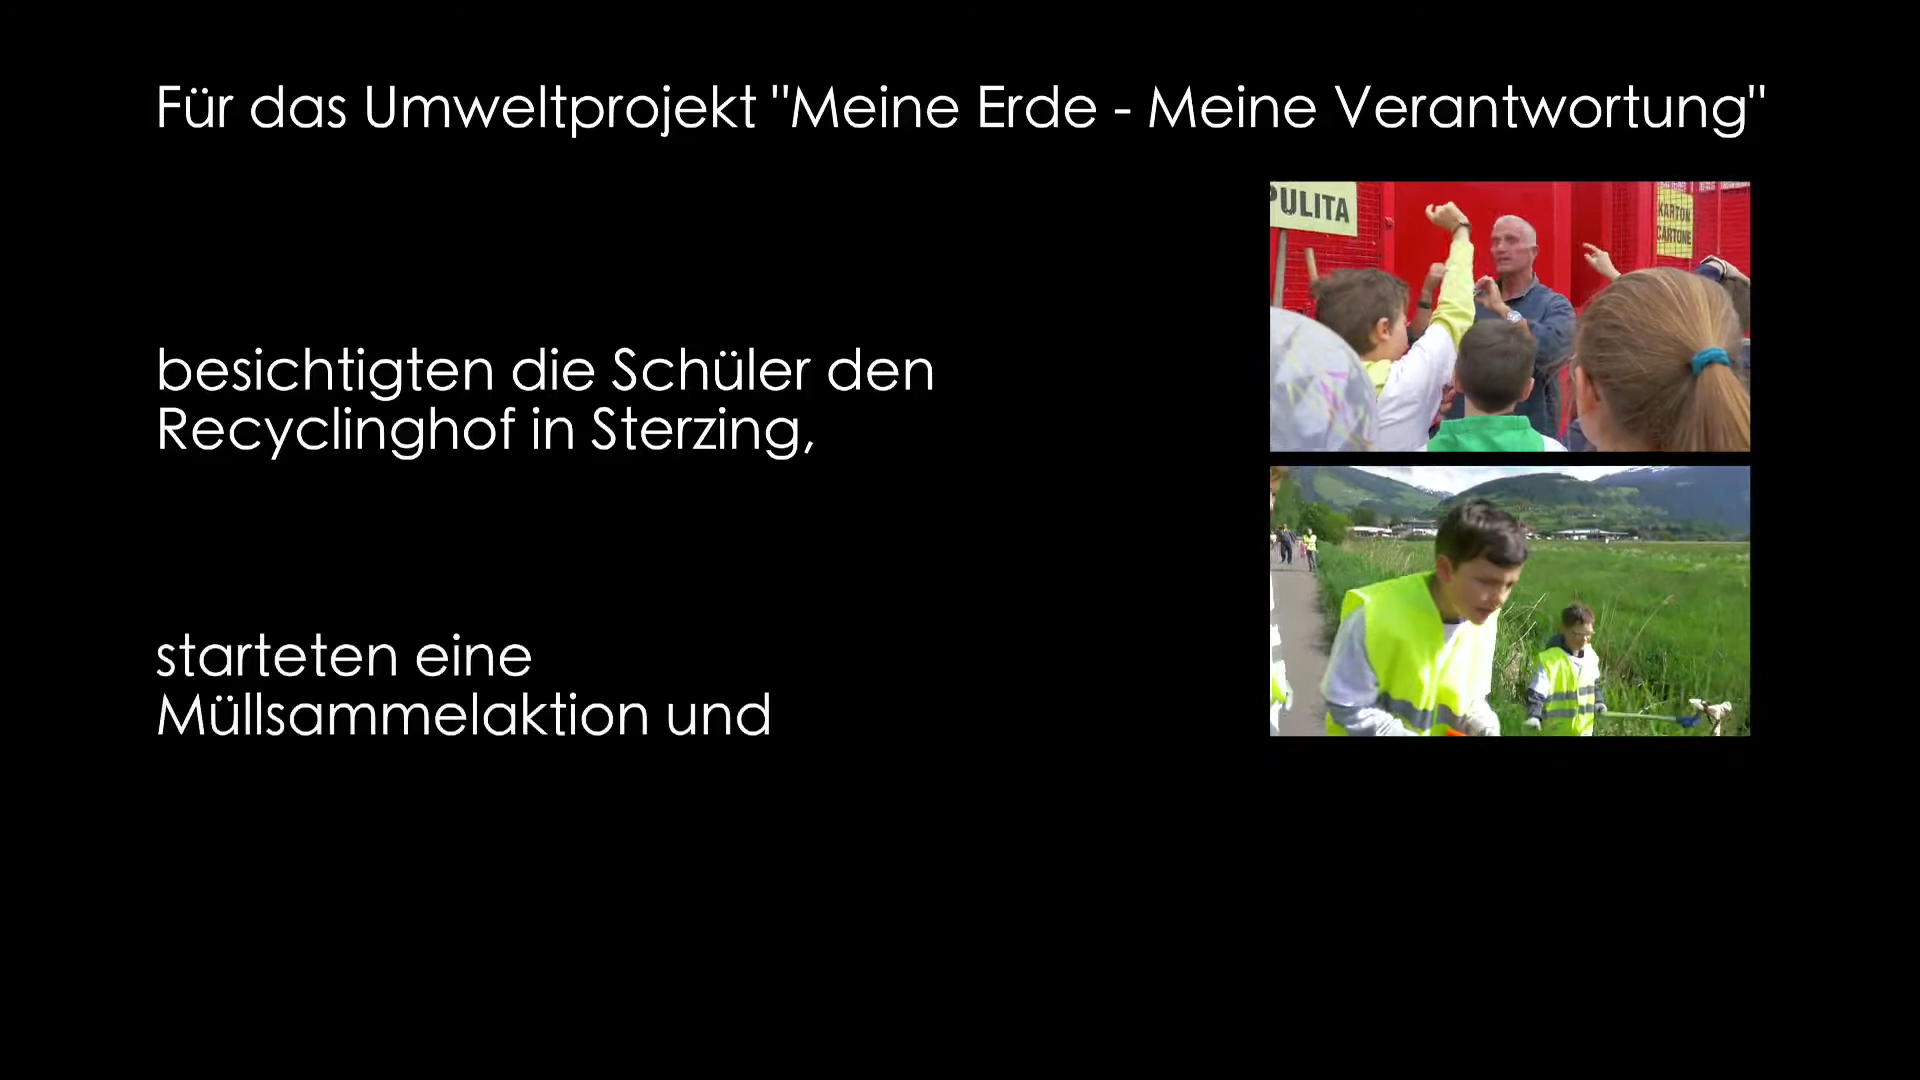 Für das Umweltprojekt "Meine Erde - Meine Verantwortung"
PULITA
KARTON
CARTONE
besichtigten die Schüler den
Recyclinghof in Sterzing,
starteten eine
Müllsammelaktion und